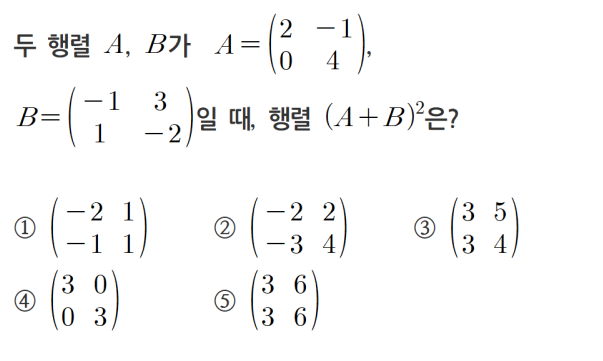 두 행렬 A, B가 A=(2 −1
0 4),
B=(−1 3
1 −2)일 때, 행렬 (A+B)²은?
① (−2 1
−1 1) ② (−2 2
−3 4) ③ (3 5
3 4)
④ (3 0
0 3) ⑤ (3 6
3 6)